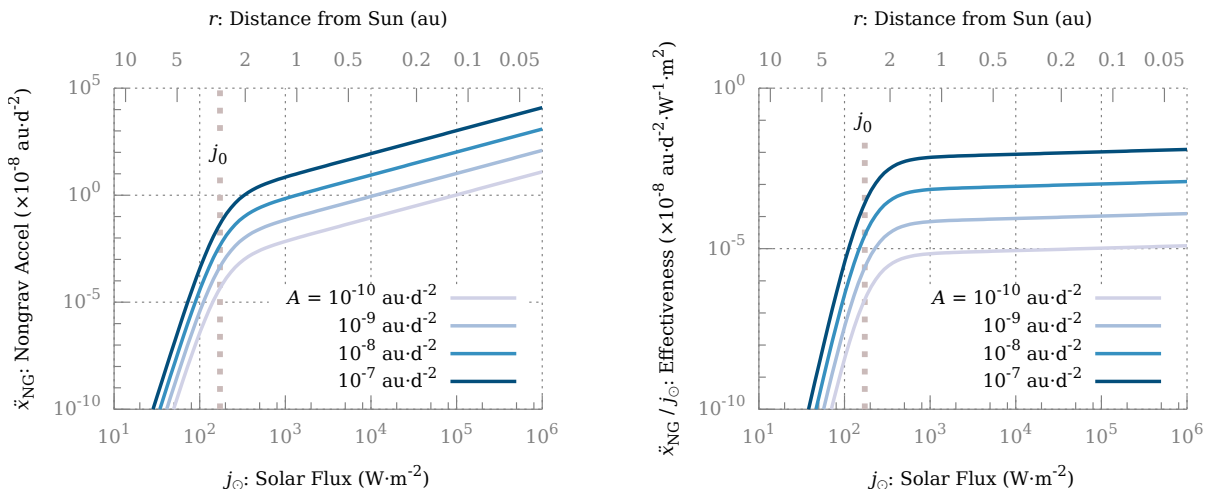 r: Distance from Sun (au)
10 5 2 1 0.5 0.2 0.1 0.05
10^5
10^0
10^-5
10^-10
ẍ_NG: Nongrav Accel (×10^-8 au·d^-2)
j_0
A = 10^-10 au·d^-2
10^-9 au·d^-2
10^-8 au·d^-2
10^-7 au·d^-2
10^1 10^2 10^3 10^4 10^5 10^6
j_☉: Solar Flux (W·m^-2)
r: Distance from Sun (au)
10 5 2 1 0.5 0.2 0.1 0.05
10^0
10^-5
10^-10
ẍ_NG / j_☉: Effectiveness (×10^-8 au·d^-2·W^-1·m^2)
j_0
A = 10^-10 au·d^-2
10^-9 au·d^-2
10^-8 au·d^-2
10^-7 au·d^-2
10^1 10^2 10^3 10^4 10^5 10^6
j_☉: Solar Flux (W·m^-2)